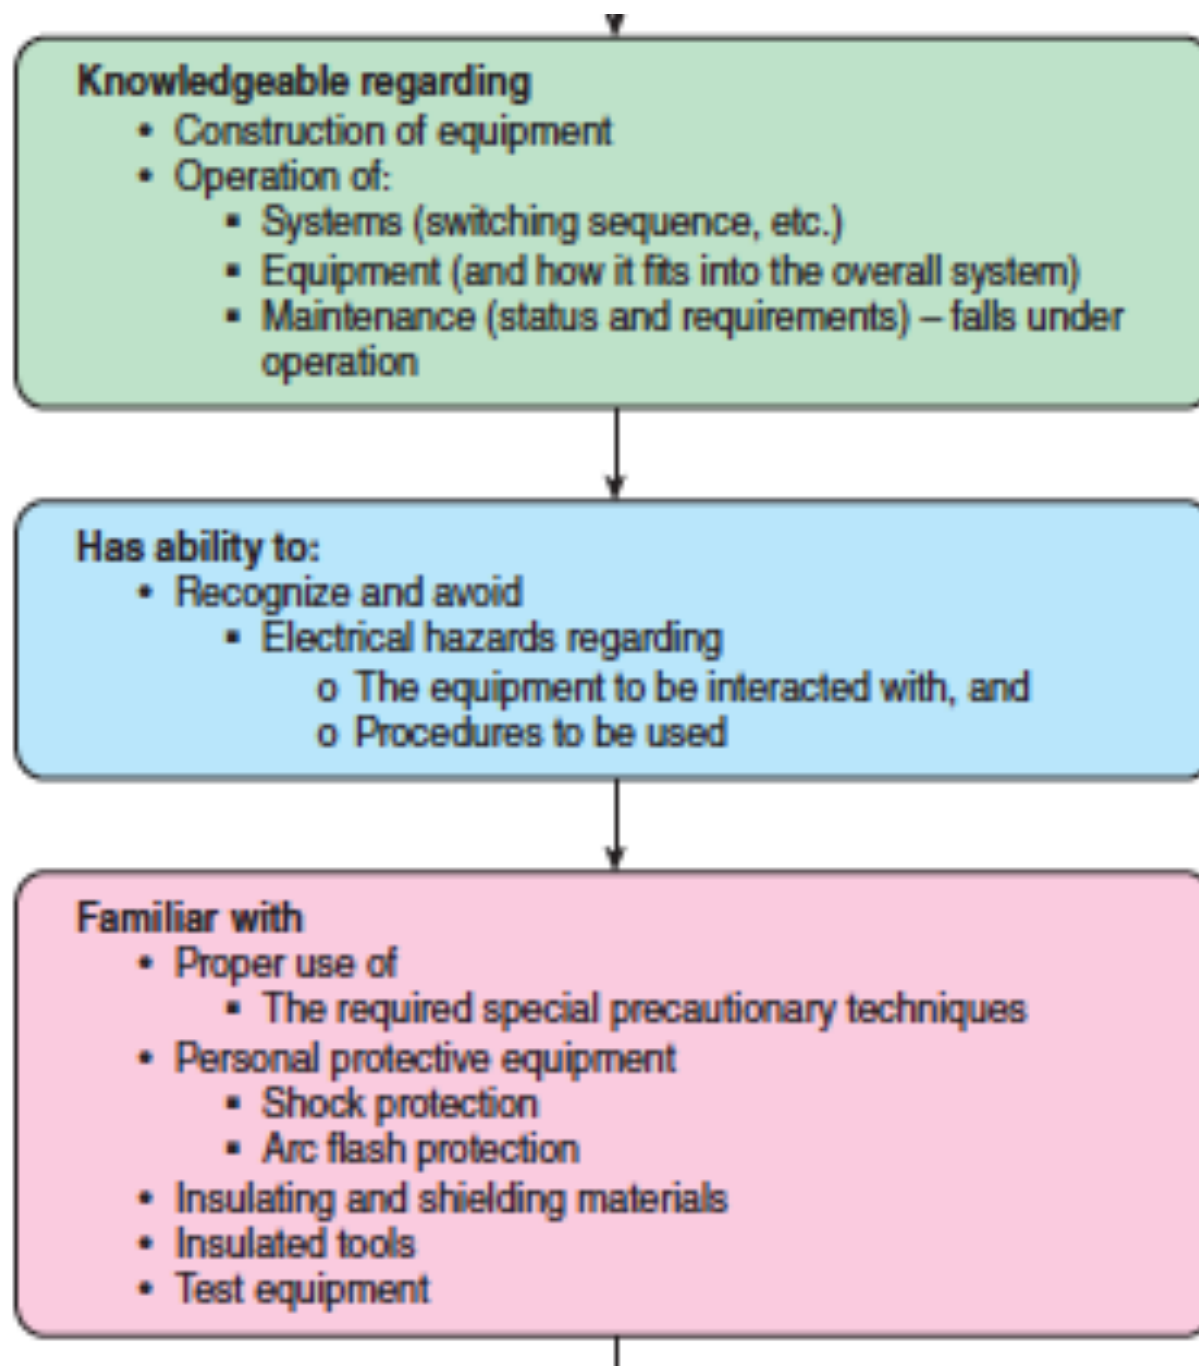 Knowledgeable regarding
• Construction of equipment
• Operation of:
▪ Systems (switching sequence, etc.)
▪ Equipment (and how it fits into the overall system)
▪ Maintenance (status and requirements) – falls under
operation
Has ability to:
• Recognize and avoid
▪ Electrical hazards regarding
o The equipment to be interacted with, and
o Procedures to be used
Familiar with
• Proper use of
▪ The required special precautionary techniques
• Personal protective equipment
▪ Shock protection
▪ Arc flash protection
• Insulating and shielding materials
• Insulated tools
• Test equipment